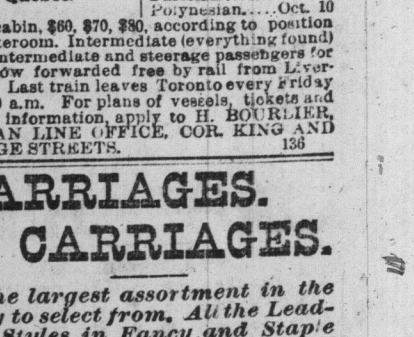 Polynesian.....Oct. 10
cabin, $60, $70, $80, according to position
teroom. Intermediate (everything found)
ntermediate and steerage passengers for
ow forwarded free by rail from Liver-
Last train leaves Toronto every Friday
a.m. For plans of vessels, tickets and
information, apply to H. BOURLIER,
AN LINE OFFICE, COR. KING AND
GE STREETS. 136
ARRIAGES.
CARRIAGES.
he largest assortment in the
y to select from. All the Lead-
Styles in Fancy and Staple